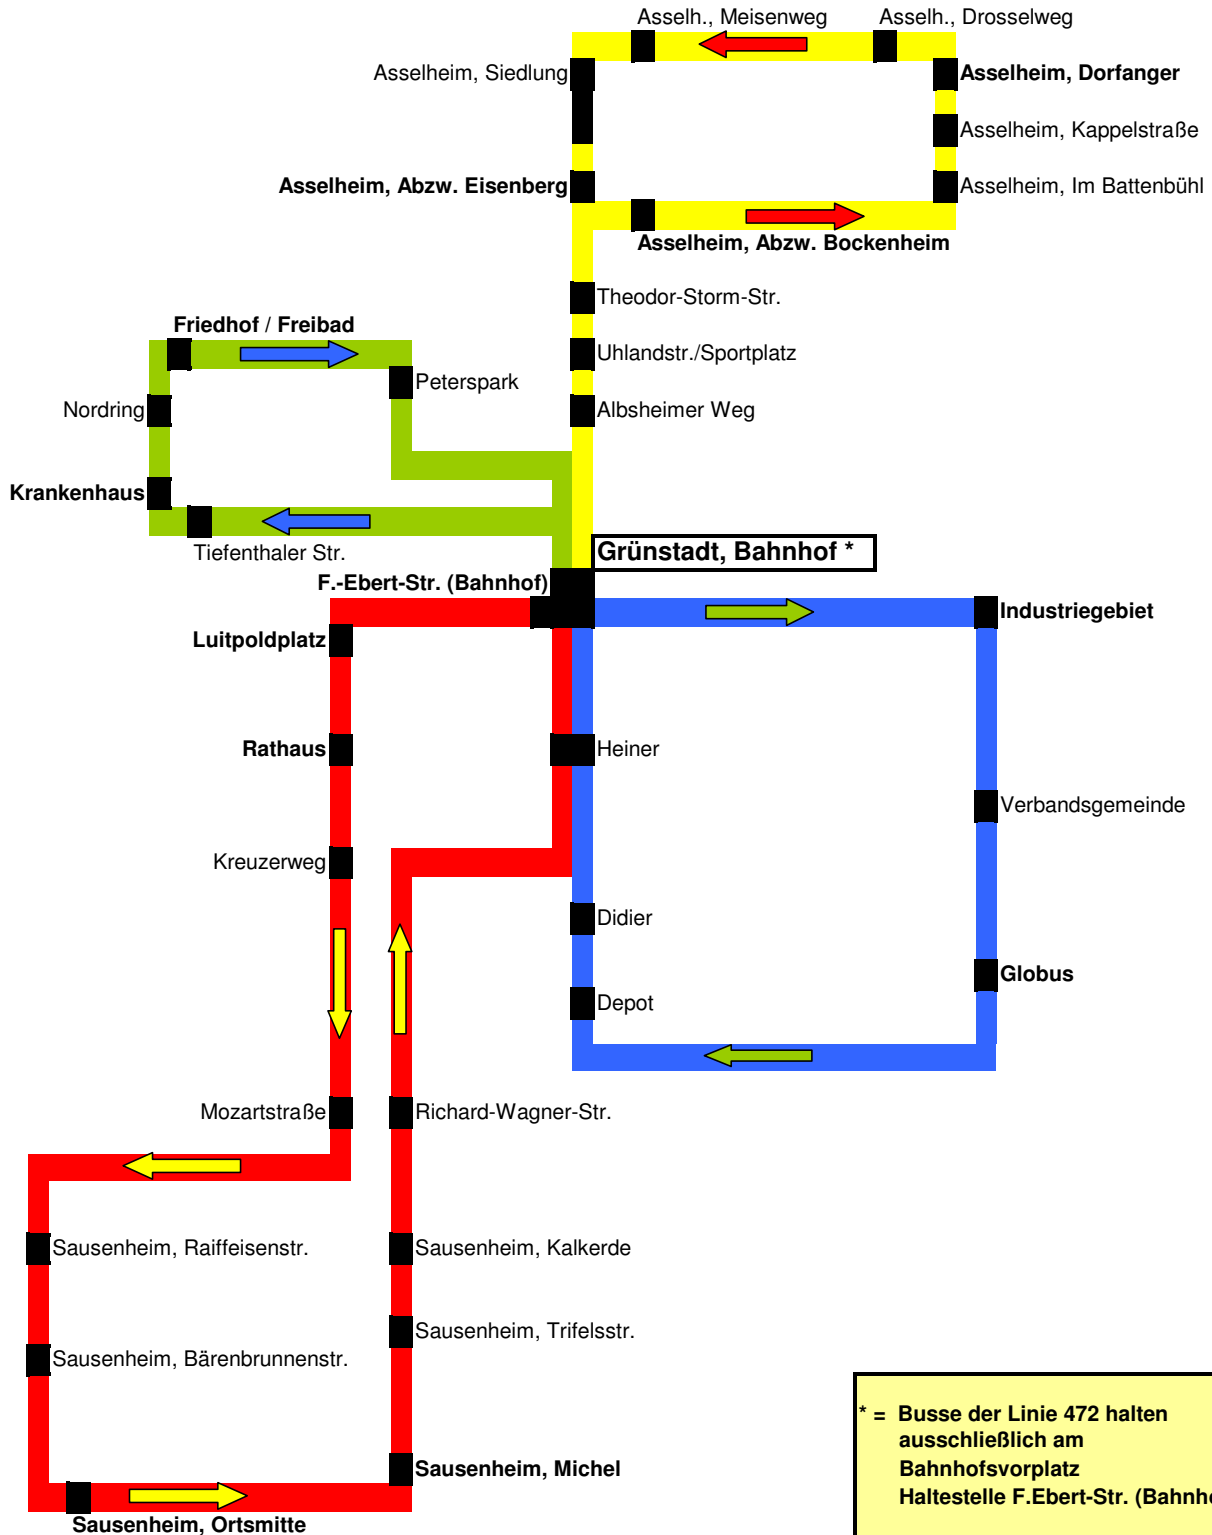 Asselh., Meisenweg
Asselh., Drosselweg
Asselheim, Siedlung
Asselheim, Dorfanger
Asselheim, Kappelstraße
Asselheim, Abzw. Eisenberg
Asselheim, Im Battenbühl
Asselheim, Abzw. Bockenheim
Theodor-Storm-Str.
Friedhof / Freibad
Uhlandstr./Sportplatz
Peterspark
Nordring
Albsheimer Weg
Krankenhaus
Tiefenthaler Str.
Grünstadt, Bahnhof *
F.-Ebert-Str. (Bahnhof)
Industriegebiet
Luitpoldplatz
Rathaus
Heiner
Verbandsgemeinde
Kreuzerweg
Didier
Globus
Depot
Mozartstraße
Richard-Wagner-Str.
Sausenheim, Raiffeisenstr.
Sausenheim, Kalkerde
Sausenheim, Trifelsstr.
Sausenheim, Bärenbrunnenstr.
Sausenheim, Michel
Sausenheim, Ortsmitte
* = Busse der Linie 472 halten
ausschließlich am
Bahnhofsvorplatz
Haltestelle F.Ebert-Str. (Bahnho